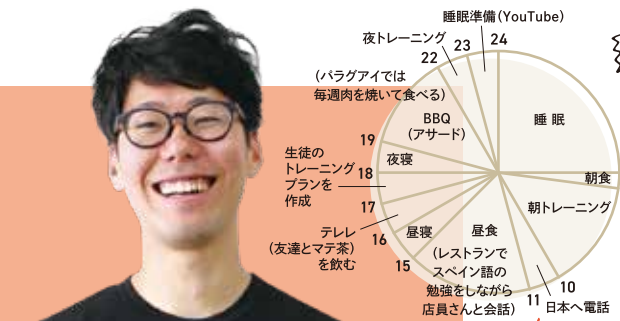 睡眠準備(YouTube)
夜トレーニング
22
23
24
(パラグアイでは
毎週肉を焼いて食べる)
BBQ
(アサード)
睡 眠
19
夜寝
生徒の
トレーニング
プランを
作成
18
朝食
朝トレーニング
17
テレレ
(友達とマテ茶)
を飲む
16
昼寝
15
昼食
(レストランで
スペイン語の
勉強をしながら
店員さんと会話)
11
10
日本へ電話